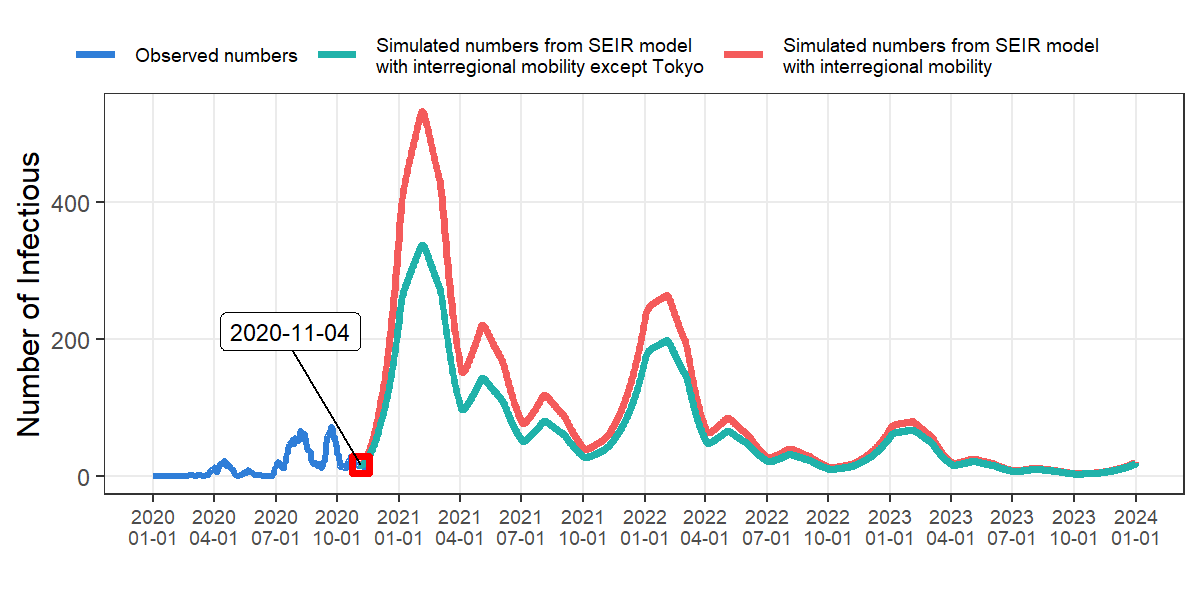 Observed numbers
Simulated numbers from SEIR model
with interregional mobility except Tokyo
Simulated numbers from SEIR model
with interregional mobility
Number of Infectious
400
200
0
2020-11-04
2020 2020 2020 2020 2021 2021 2021 2021 2022 2022 2022 2022 2023 2023 2023 2023 2024
01-01 04-01 07-01 10-01 01-01 04-01 07-01 10-01 01-01 04-01 07-01 10-01 01-01 04-01 07-01 10-01 01-01